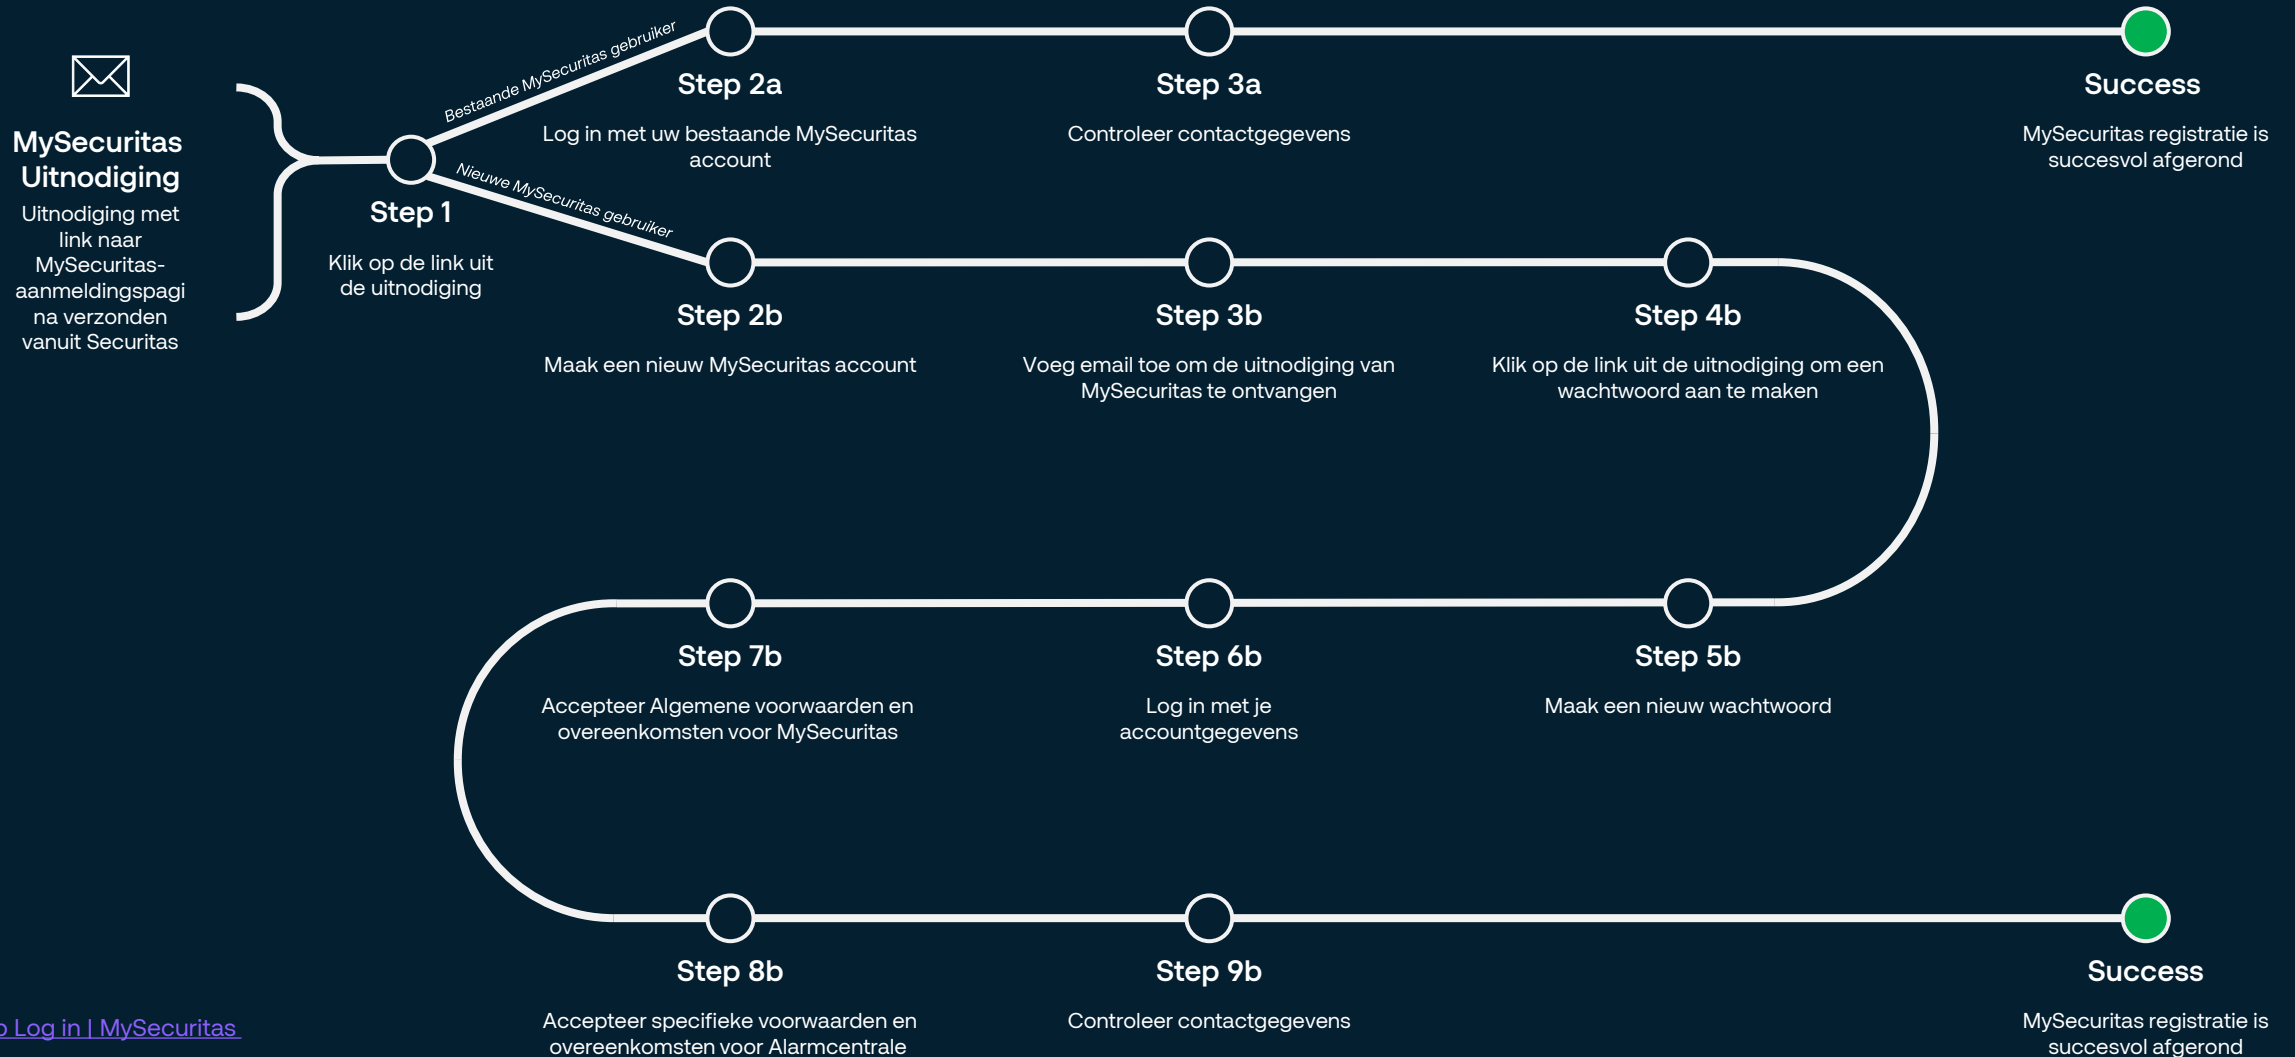 MySecuritas
Uitnodiging
Uitnodiging met
link naar
MySecuritas-
aanmeldingspagi
na verzonden
vanuit Securitas
Step 1
Klik op de link uit
de uitnodiging
Bestaande MySecuritas gebruiker
Step 2a
Log in met uw bestaande MySecuritas
account
Step 3a
Controleer contactgegevens
Success
MySecuritas registratie is
succesvol afgerond
Nieuwe MySecuritas gebruiker
Step 2b
Maak een nieuw MySecuritas account
Step 3b
Voeg email toe om de uitnodiging van
MySecuritas te ontvangen
Step 4b
Klik op de link uit de uitnodiging om een
wachtwoord aan te maken
Step 5b
Maak een nieuw wachtwoord
Step 6b
Log in met je
accountgegevens
Step 7b
Accepteer Algemene voorwaarden en
overeenkomsten voor MySecuritas
Step 8b
Accepteer specifieke voorwaarden en
overeenkomsten voor Alarmcentrale
Step 9b
Controleer contactgegevens
Success
MySecuritas registratie is
succesvol afgerond
Log in | MySecuritas